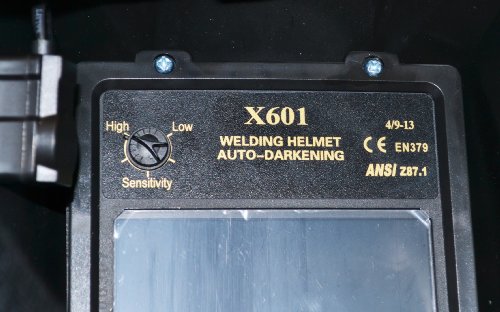 X601
4/9-13
High
Low
WELDING HELMET
AUTO-DARKENING
CE EN379
ANSI Z87.1
Sensitivity